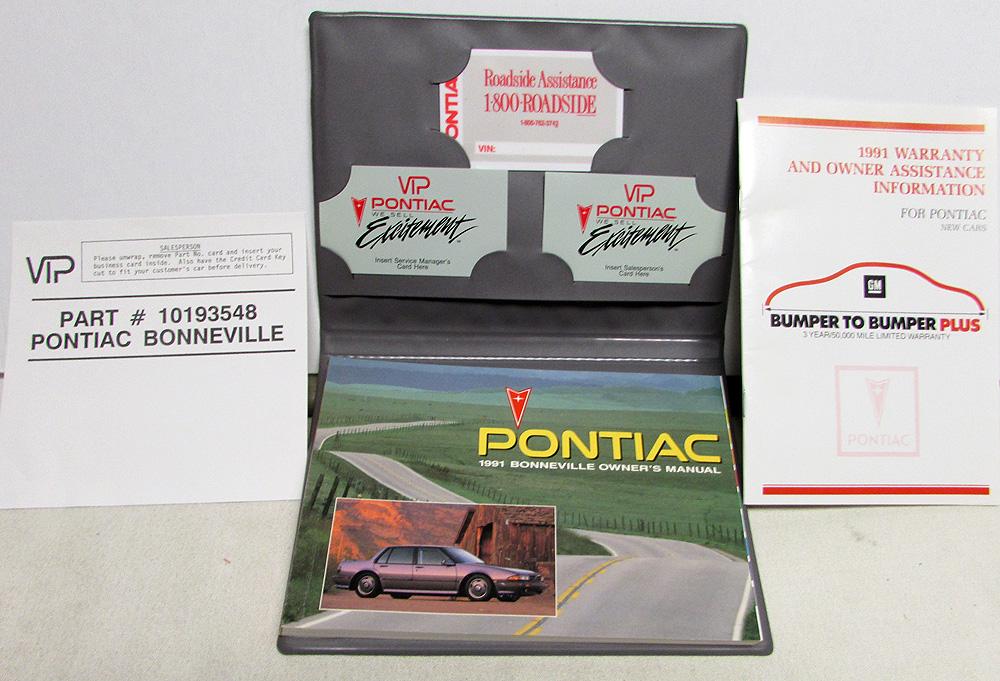 VIP
SALESPERSON
Please unwrap, remove Part No. card and insert your
business card inside. Also have the Credit Card Key
cut to fit your customer's car before delivery.
PART # 10193548
PONTIAC BONNEVILLE
Roadside Assistance
1-800-ROADSIDE
1-800-762-3743
VIN:
VIP
PONTIAC
WE SELL
Excitement
Insert Service Manager's
Card Here
VIP
PONTIAC
WE SELL
Excitement
Insert Salesperson's
Card Here
PONTIAC
1991 BONNEVILLE OWNER'S MANUAL
1991 WARRANTY
AND OWNER ASSISTANCE
INFORMATION
FOR PONTIAC
NEW CARS
GM
BUMPER TO BUMPER PLUS
3 YEAR/50,000 MILE LIMITED WARRANTY
PONTIAC